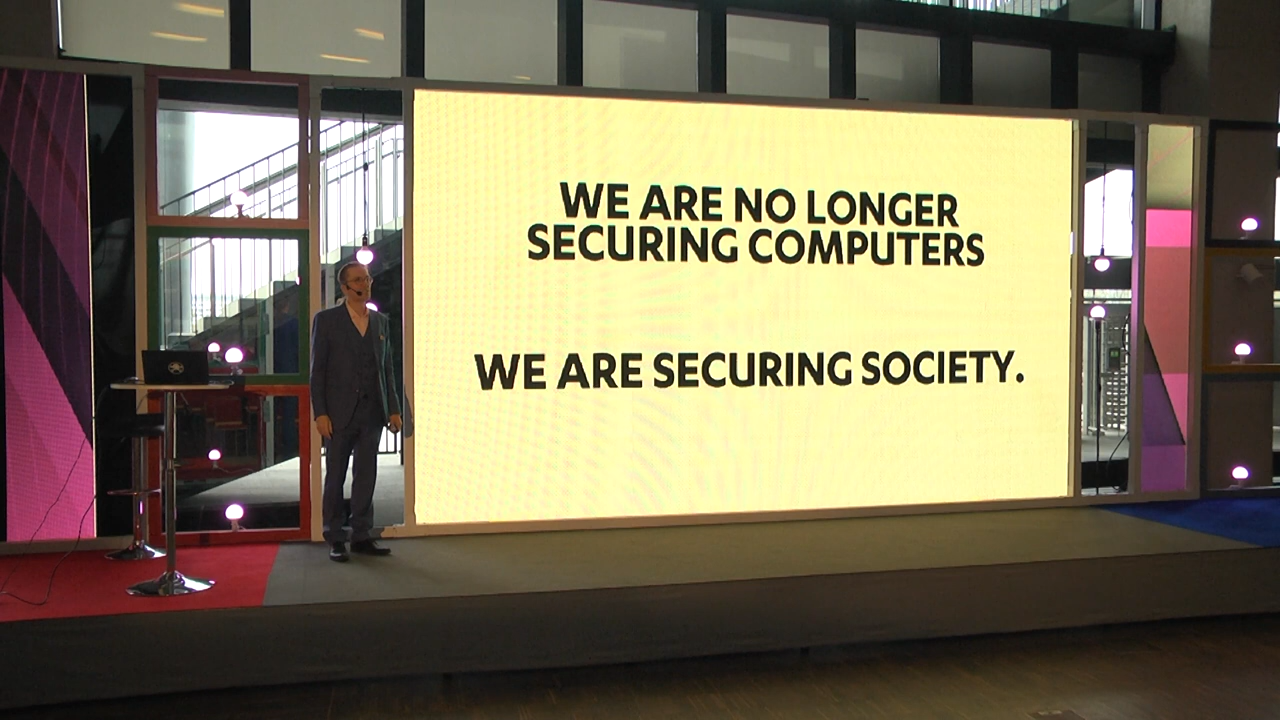 WE ARE NO LONGER
SECURING COMPUTERS
WE ARE SECURING SOCIETY.